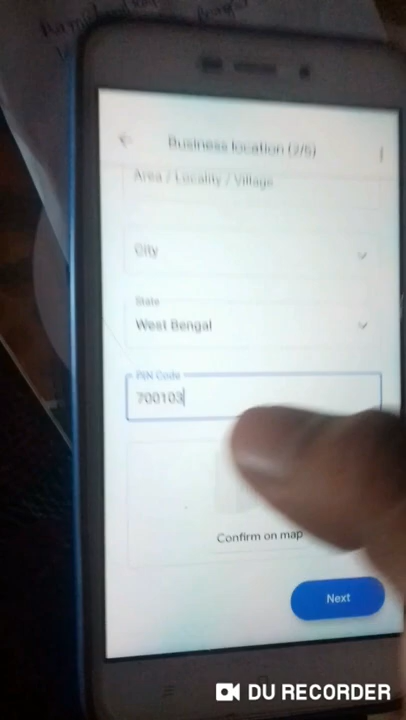 Business location (2/5)
Area / Locality / Village
City
State
West Bengal
PIN Code
700103
Confirm on map
Next
DU RECORDER